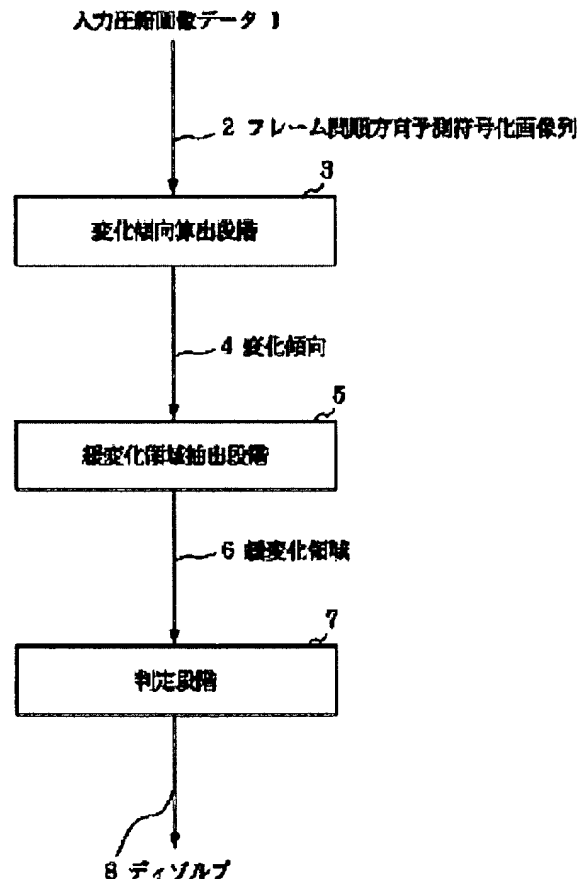 入力圧縮画像データ 1
2 フレーム間順方向予測符号化画像列
3
変化傾向算出段階
4 変化傾向
5
緩変化領域抽出段階
6 緩変化領域
7
判定段階
8 ディゾルブ